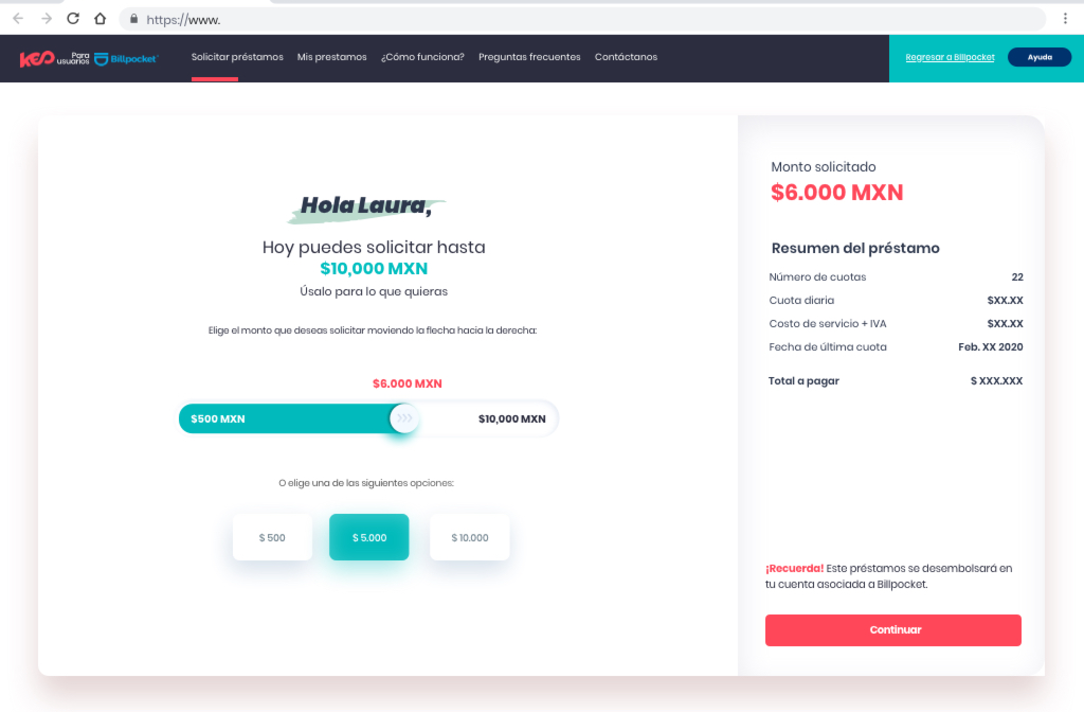 https://www.
KEO Para usuarios Billpocket
Solicitar préstamos Mis prestamos ¿Cómo funciona? Preguntas frecuentes Contáctanos
Regresar a Billpocket Ayuda
Hola Laura,
Hoy puedes solicitar hasta
$10,000 MXN
Úsalo para lo que quieras
Elige el monto que deseas solicitar moviendo la flecha hacia la derecha:
$6.000 MXN
$500 MXN $10,000 MXN
O elige una de las siguientes opciones:
$ 500 $ 5.000 $ 10.000
Monto solicitado
$6.000 MXN
Resumen del préstamo
Número de cuotas 22
Cuota diaria $XX.XX
Costo de servicio + IVA $XX.XX
Fecha de última cuota Feb. XX 2020
Total a pagar $ XXX.XXX
¡Recuerda! Este préstamos se desembolsará en
tu cuenta asociada a Billpocket.
Continuar